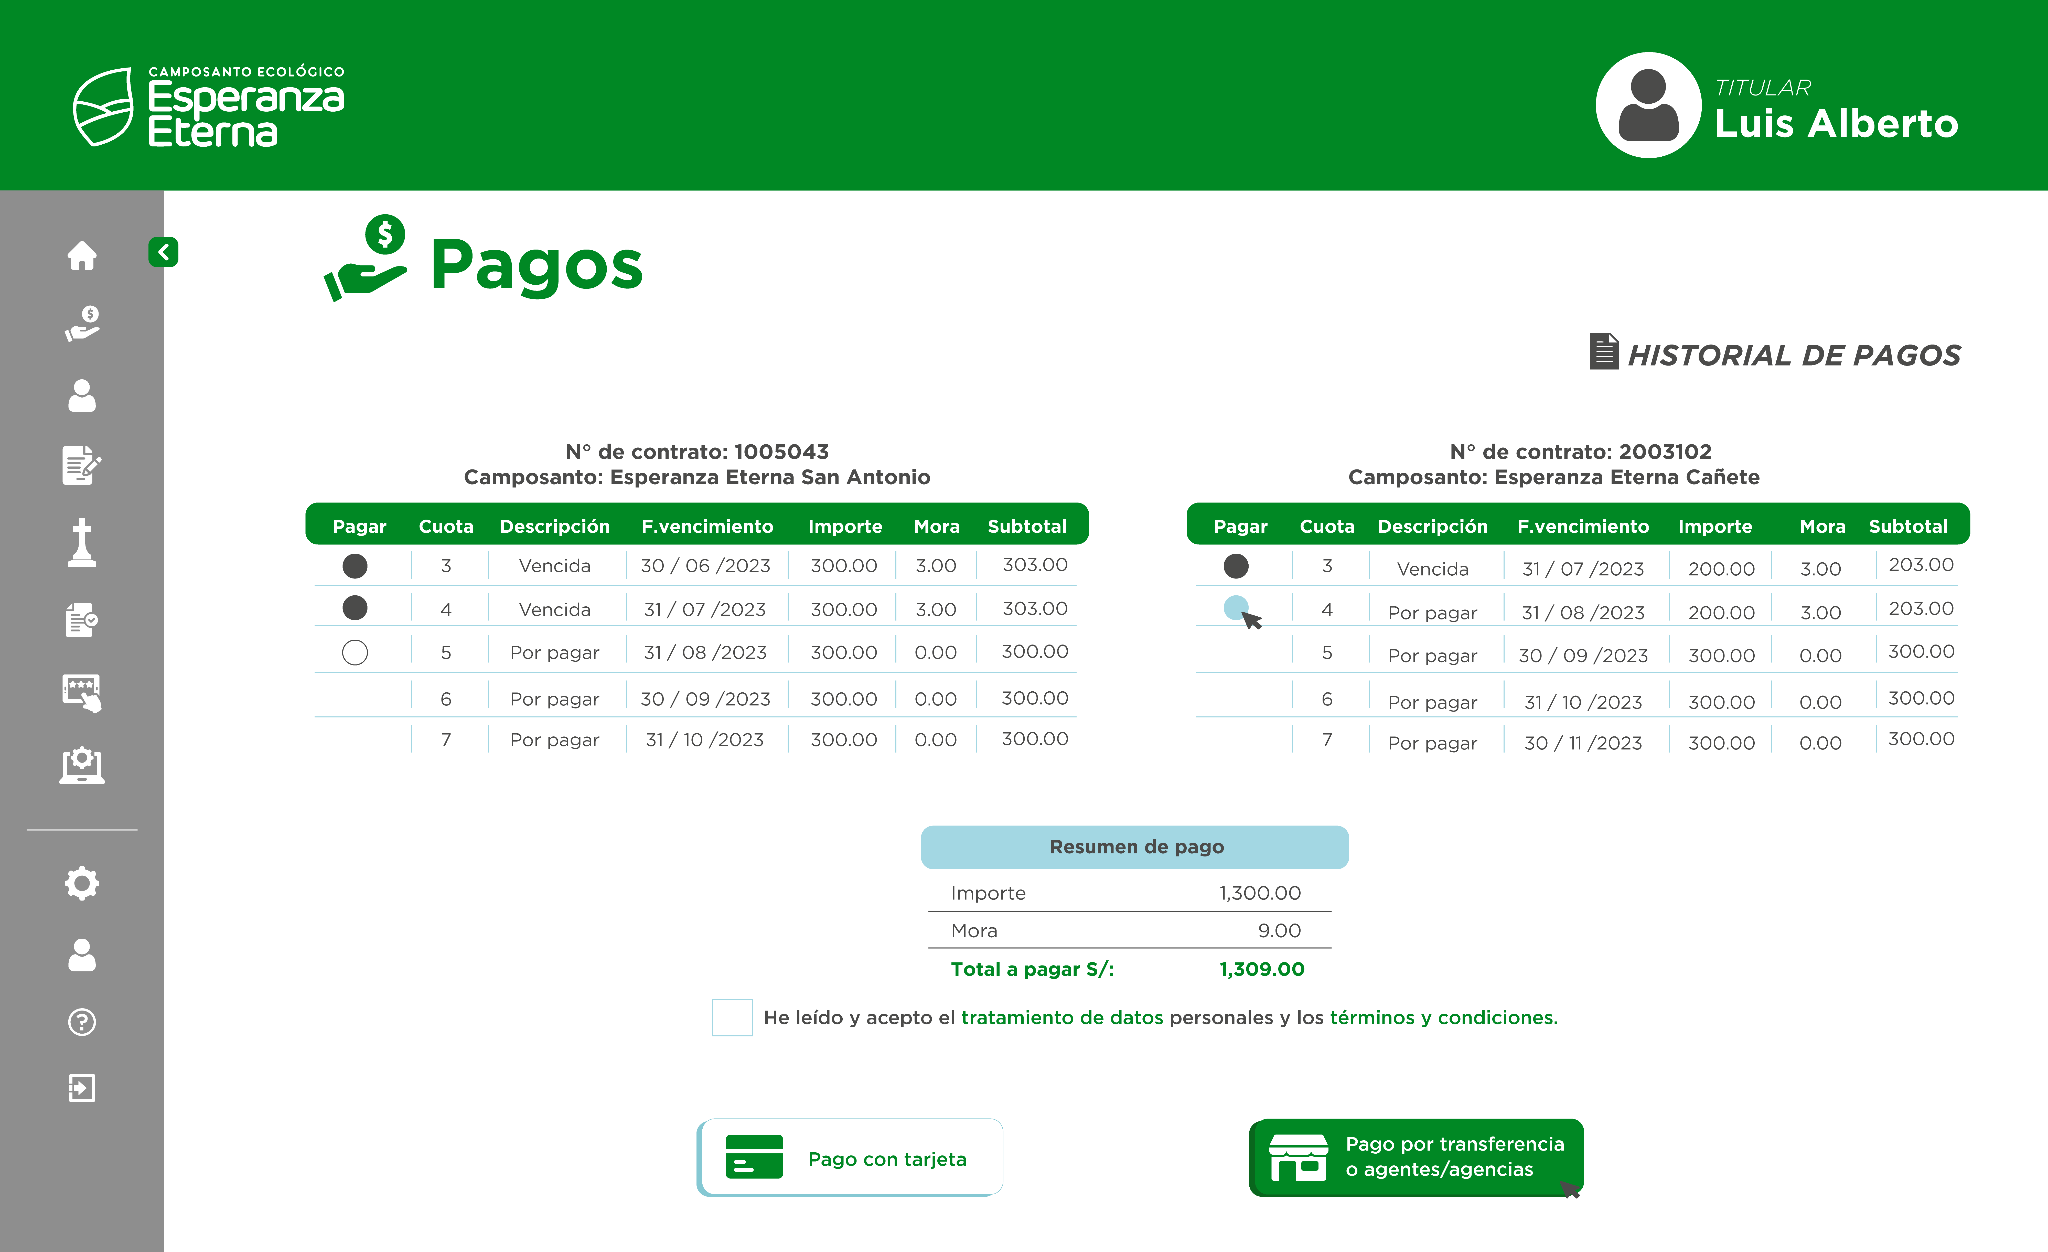 CAMPOSANTO ECOLÓGICO
Esperanza
Eterna
TITULAR
Luis Alberto
Pagos
HISTORIAL DE PAGOS
N° de contrato: 1005043
Camposanto: Esperanza Eterna San Antonio
Pagar Cuota Descripción F.vencimiento Importe Mora Subtotal
3 Vencida 30 / 06 /2023 300.00 3.00 303.00
4 Vencida 31 / 07 /2023 300.00 3.00 303.00
5 Por pagar 31 / 08 /2023 300.00 0.00 300.00
6 Por pagar 30 / 09 /2023 300.00 0.00 300.00
7 Por pagar 31 / 10 /2023 300.00 0.00 300.00
N° de contrato: 2003102
Camposanto: Esperanza Eterna Cañete
Pagar Cuota Descripción F.vencimiento Importe Mora Subtotal
3 Vencida 31 / 07 /2023 200.00 3.00 203.00
4 Por pagar 31 / 08 /2023 200.00 3.00 203.00
5 Por pagar 30 / 09 /2023 300.00 0.00 300.00
6 Por pagar 31 / 10 /2023 300.00 0.00 300.00
7 Por pagar 30 / 11 /2023 300.00 0.00 300.00
Resumen de pago
Importe 1,300.00
Mora 9.00
Total a pagar S/: 1,309.00
He leído y acepto el tratamiento de datos personales y los términos y condiciones.
Pago con tarjeta
Pago por transferencia
o agentes/agencias